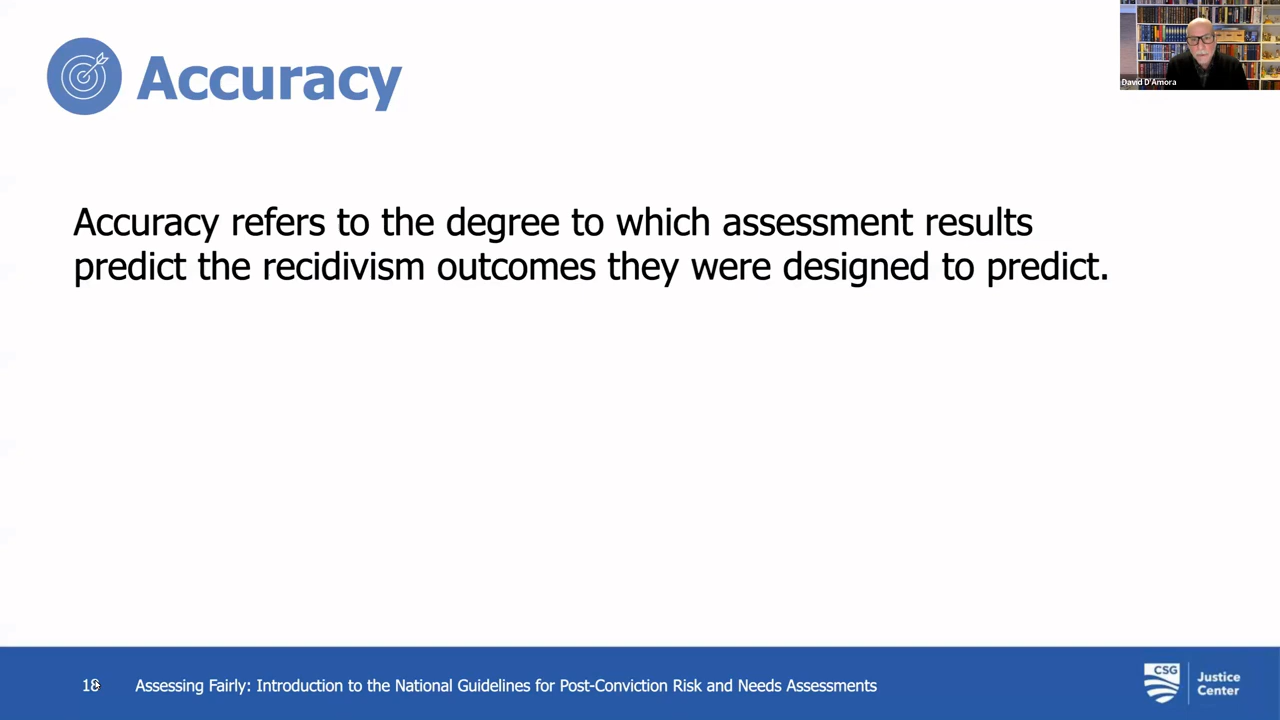 Accuracy
David D'Amora
Accuracy refers to the degree to which assessment results
predict the recidivism outcomes they were designed to predict.
18
Assessing Fairly: Introduction to the National Guidelines for Post-Conviction Risk and Needs Assessments
CSG
Justice
Center